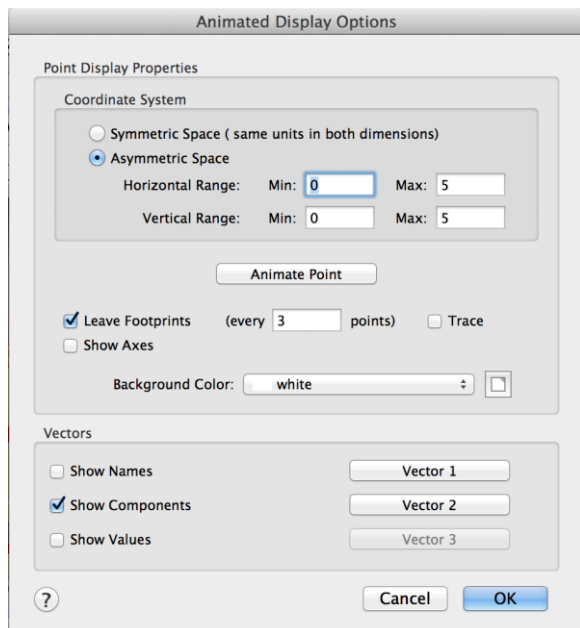 Animated Display Options
Point Display Properties
Coordinate System
Symmetric Space ( same units in both dimensions)
Asymmetric Space
Horizontal Range: Min: 0 Max: 5
Vertical Range: Min: 0 Max: 5
Animate Point
Leave Footprints (every 3 points) Trace
Show Axes
Background Color: white
Vectors
Show Names Vector 1
Show Components Vector 2
Show Values Vector 3
? Cancel OK